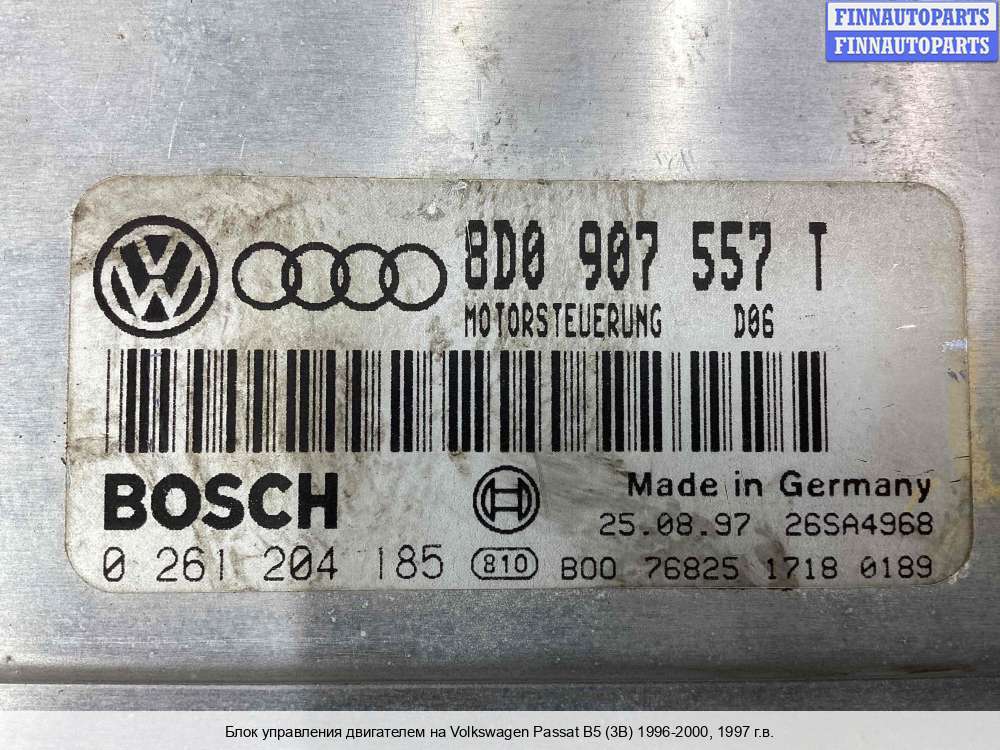 FINNAUTOPARTS
FINNAUTOPARTS
8D0 907 557 T
MOTORSTEUERUNG D06
BOSCH
Made in Germany
25.08.97 26SA4968
0 261 204 185 810 B00 76825 1718 0189
Блок управления двигателем на Volkswagen Passat B5 (3B) 1996-2000, 1997 г.в.